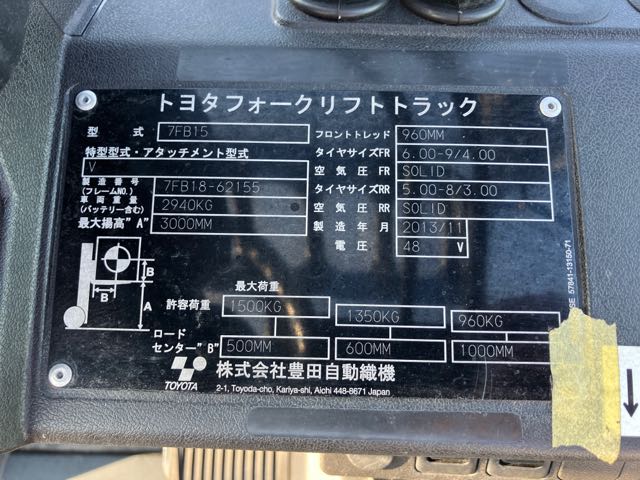 トヨタフォークリフトトラック
型式 7FB15
特型型式・アタッチメント型式
V
製造番号
(フレームNO.) 7FB18-62155
車両重量
(バッテリー含む) 2940KG
最大揚高"A" 3000MM
フロントトレッド 960MM
タイヤサイズFR 6.00-9/4.00
空気圧FR SOLID
タイヤサイズRR 5.00-8/3.00
空気圧RR SOLID
製造年月 2013/11
電圧 48 V
B
B
A
最大荷重
許容荷重 1500KG 1350KG 960KG
ロード
センター"B" 500MM 600MM 1000MM
TOYOTA
株式会社豊田自動織機
2-1, Toyoda-cho, Kariya-shi, Aichi 448-8671 Japan
SE 57841-13150-71